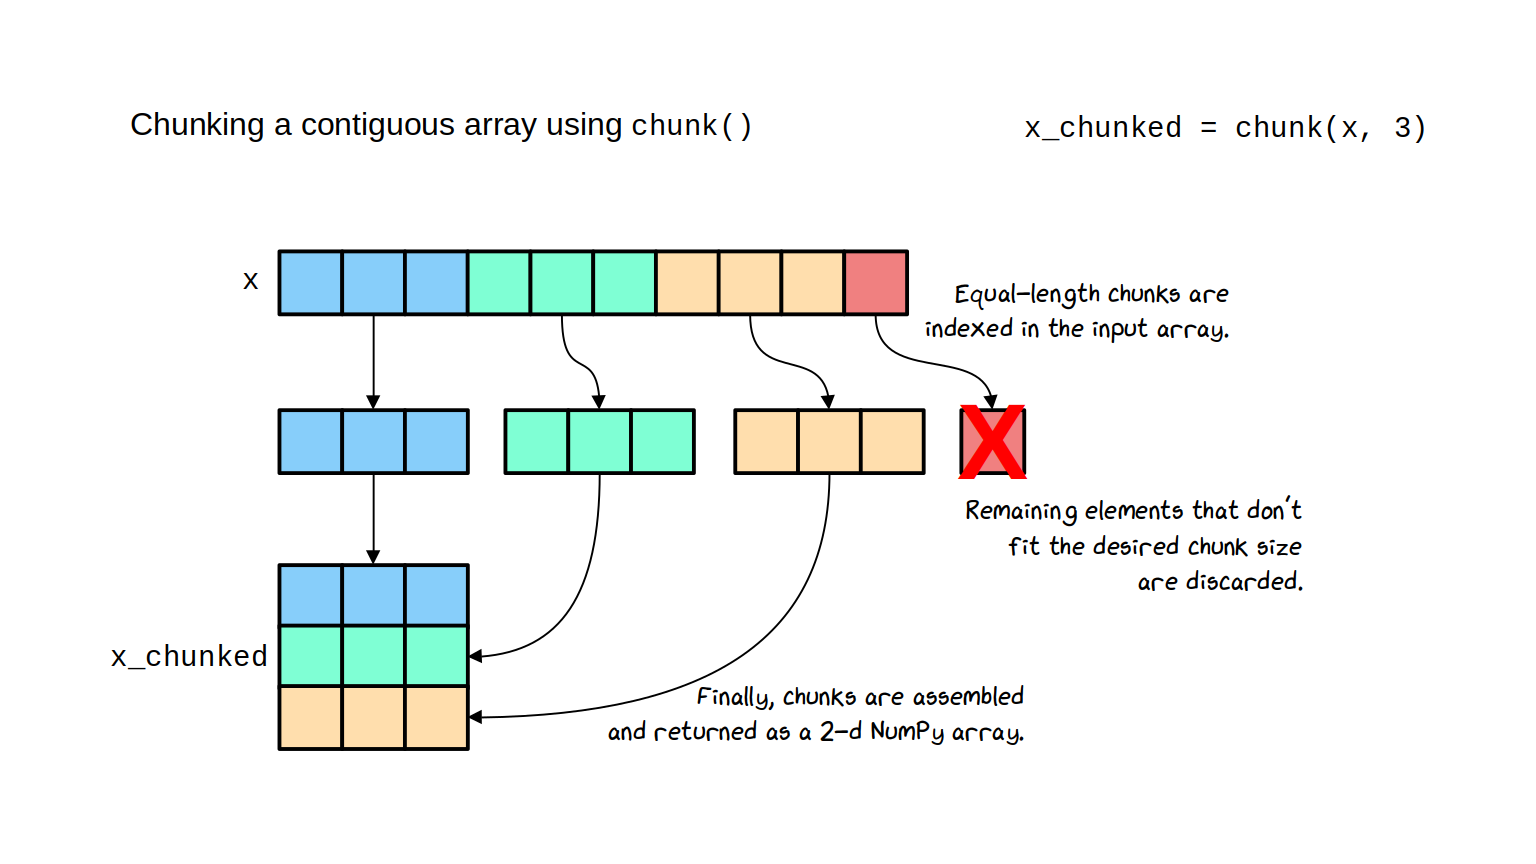 Chunking a contiguous array using chunk()
x_chunked = chunk(x, 3)
x
Equal-length chunks are
indexed in the input array.
X
Remaining elements that don't
fit the desired chunk size
are discarded.
x_chunked
Finally, chunks are assembled
and returned as a 2-d NumPy array.